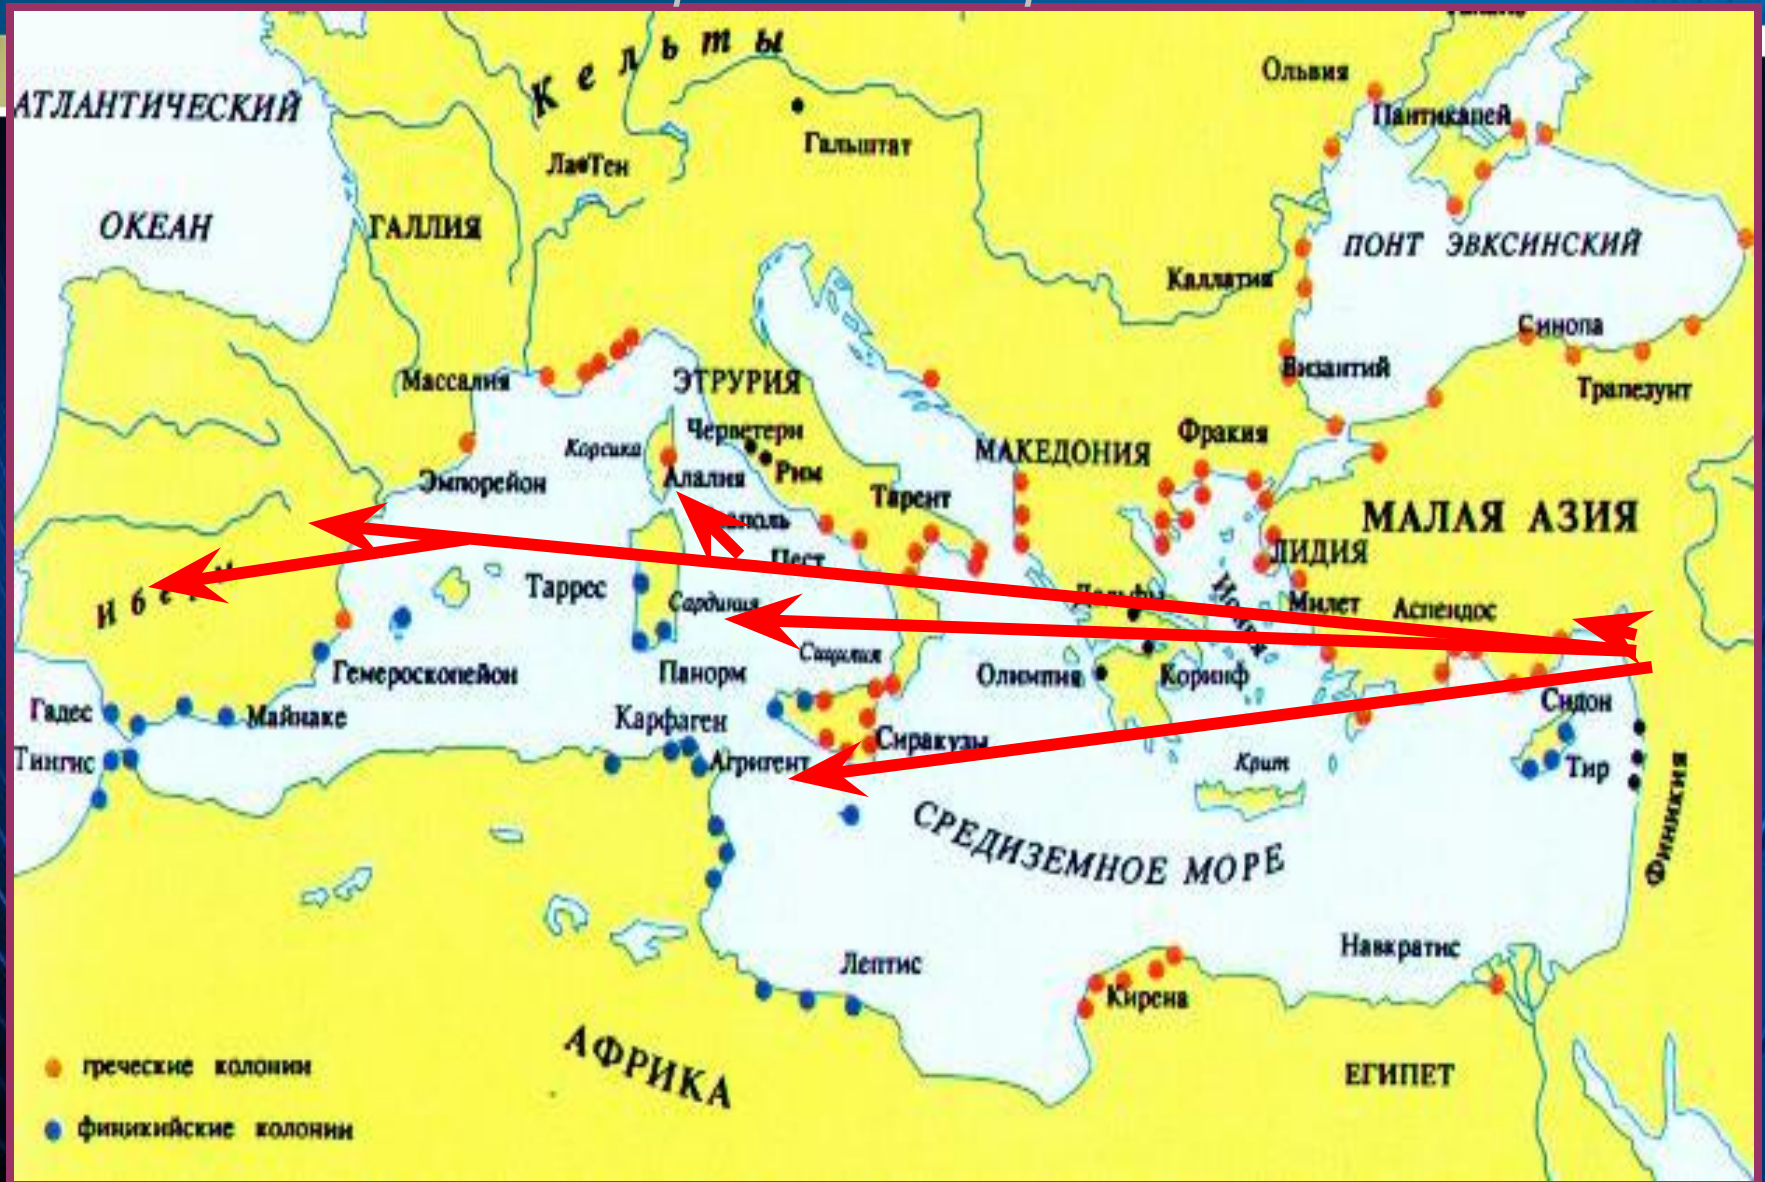 Кельты
Ольвия
АТЛАНТИЧЕСКИЙ
Пантикапей
Гальштат
Ла Тен
ОКЕАН
ГАЛЛИЯ
ПОНТ ЭВКСИНСКИЙ
Каллатия
Синопа
Византий
Массалия
ЭТРУРИЯ
Трапезунт
Черветери
Фракия
Корсика
МАКЕДОНИЯ
Рим
Эмпорейон
Алалия
Тарент
МАЛАЯ АЗИЯ
Пест
ЛИДИЯ
Таррес
Сардиния
Дельфы
Милет
Аспендос
Сицилия
Гемероскопейон
Панорм
Олимпия
Коринф
Сидон
Гадес
Майнаке
Карфаген
Сиракузы
Тингис
Агригент
Крит
Тир
Финикия
СРЕДИЗЕМНОЕ МОРЕ
Навкратис
Лептис
Кирена
АФРИКА
ЕГИПЕТ
греческие колонии
финикийские колонии